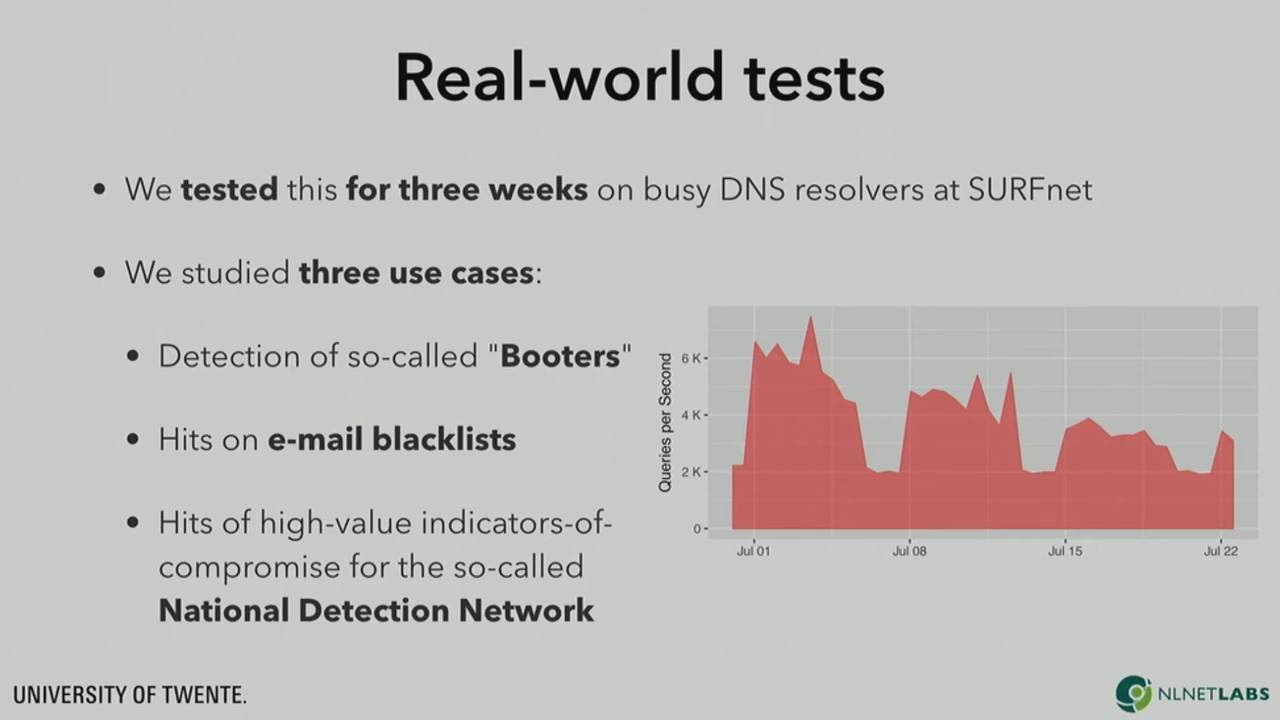 Real-world tests
• We tested this for three weeks on busy DNS resolvers at SURFnet
• We studied three use cases:
• Detection of so-called "Booters"
• Hits on e-mail blacklists
• Hits of high-value indicators-of-
compromise for the so-called
National Detection Network
Queries per Second
6 K
4 K
2 K
0
Jul 01
Jul 08
Jul 15
Jul 22
UNIVERSITY OF TWENTE.
NLNETLABS